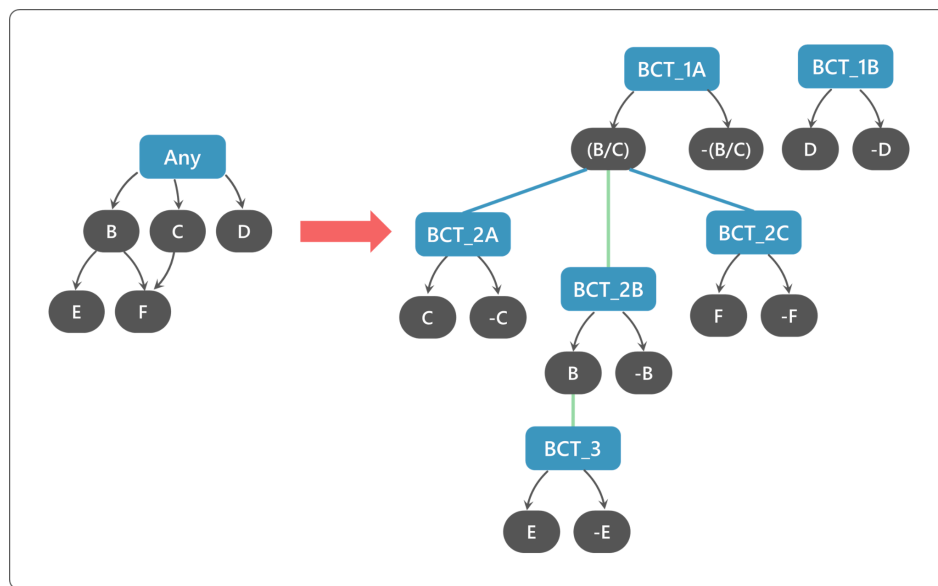 Any
B
C
D
E
F
BCT_1A
BCT_1B
(B/C)
-(B/C)
D
-D
BCT_2A
BCT_2C
BCT_2B
C
-C
F
-F
B
-B
BCT_3
E
-E